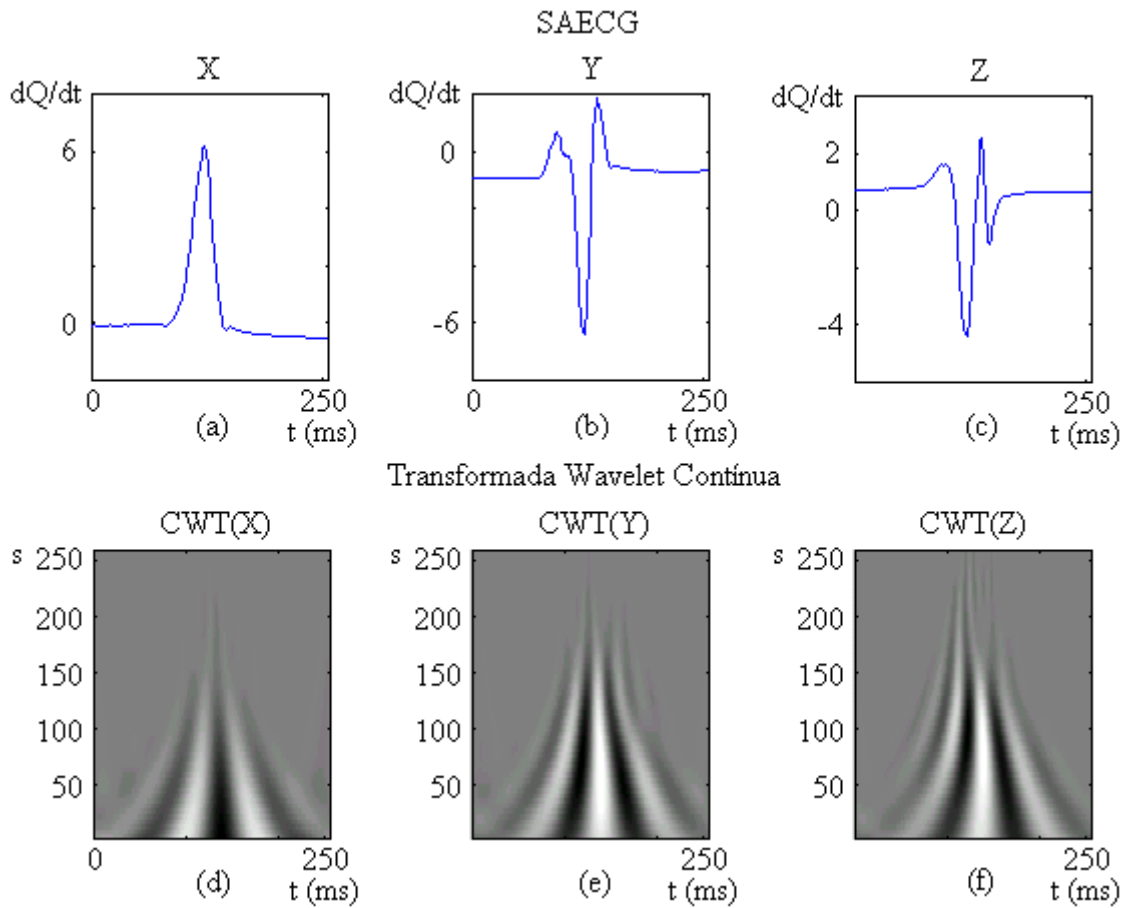 SAECG
X
dQ/dt
6
0
0
250
(a)
t (ms)
Y
dQ/dt
0
-6
0
250
(b)
t (ms)
Z
dQ/dt
2
0
-4
250
(c)
t (ms)
Transformada Wavelet Contínua
CWT(X)
s
250
200
150
100
50
0
250
(d)
t (ms)
CWT(Y)
s
250
200
150
100
50
250
(e)
t (ms)
CWT(Z)
s
250
200
150
100
50
250
(f)
t (ms)